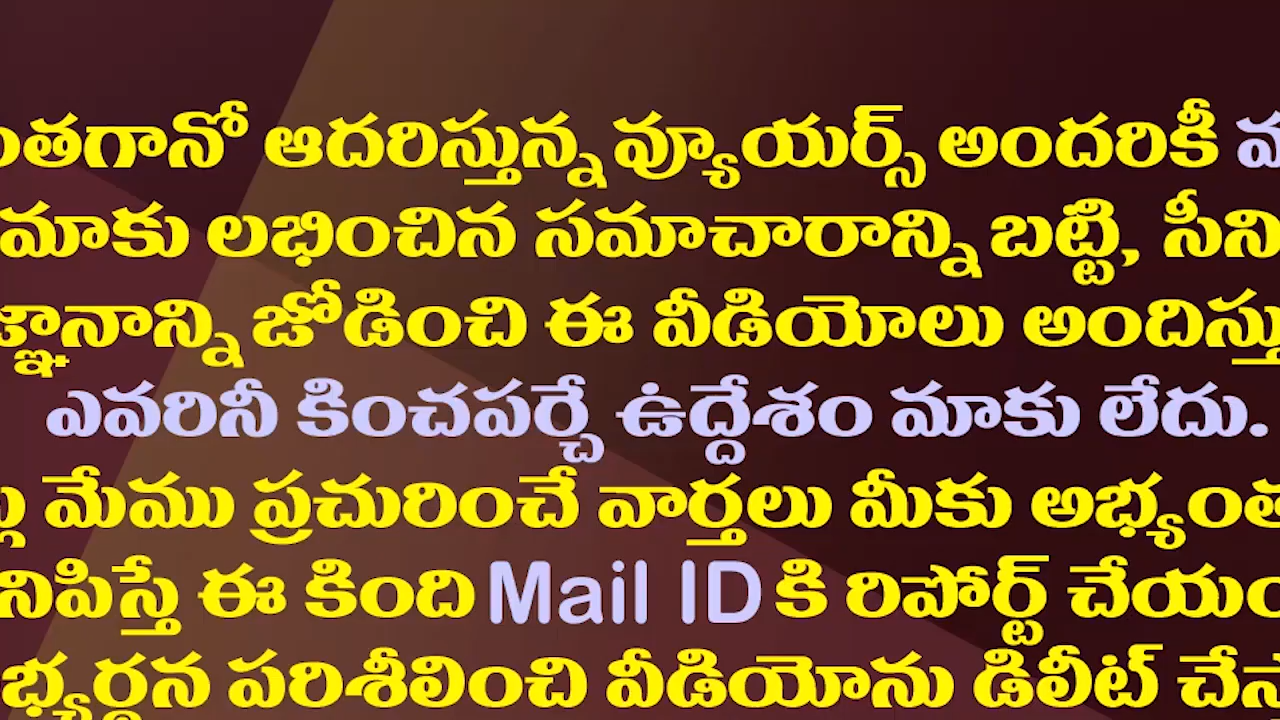 ఆదరిస్తున్న వ్యూయర్స్ అందరికీ
మాకు లభించిన సమాచారాన్ని బట్టి,
జోడించి ఈ వీడియోలు
ఎవరినీ కించపర్చే ఉద్దేశం మాకు లేదు.
మేము ప్రచురించే వార్తలు మీకు
ఈ కింది Mail ID కి రిపోర్ట్
పరిశీలించి వీడియోను డిలీట్